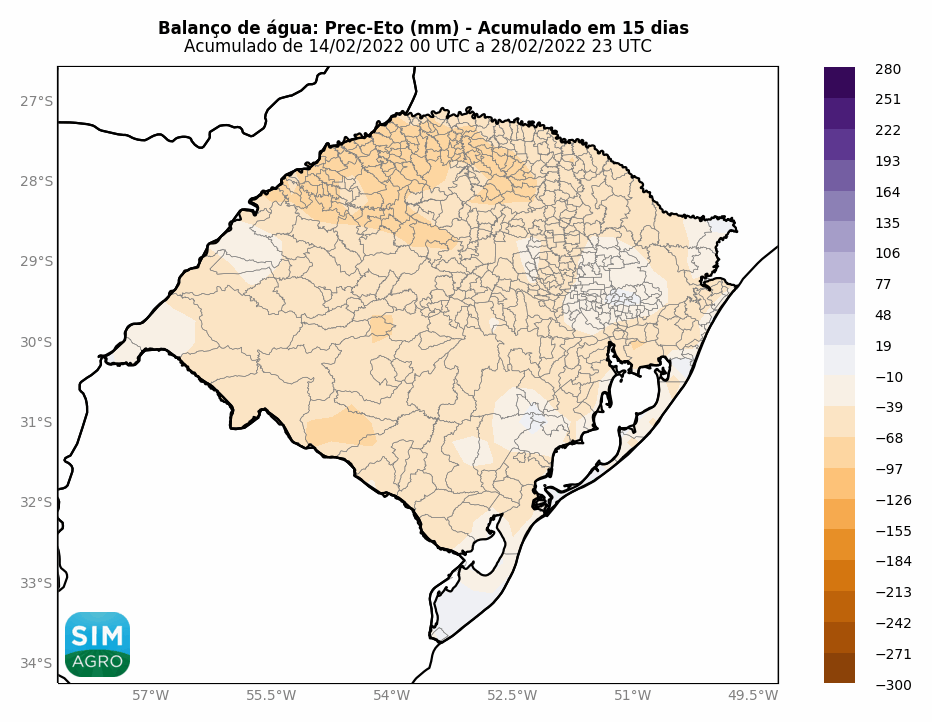 Balanço de água: Prec-Eto (mm) - Acumulado em 15 dias
Acumulado de 14/02/2022 00 UTC a 28/02/2022 23 UTC
27°S
28°S
29°S
30°S
31°S
32°S
33°S
34°S
57°W 55.5°W 54°W 52.5°W 51°W 49.5°W
280
251
222
193
164
135
106
77
48
19
−10
−39
−68
−97
−126
−155
−184
−213
−242
−271
−300
SIM
AGRO